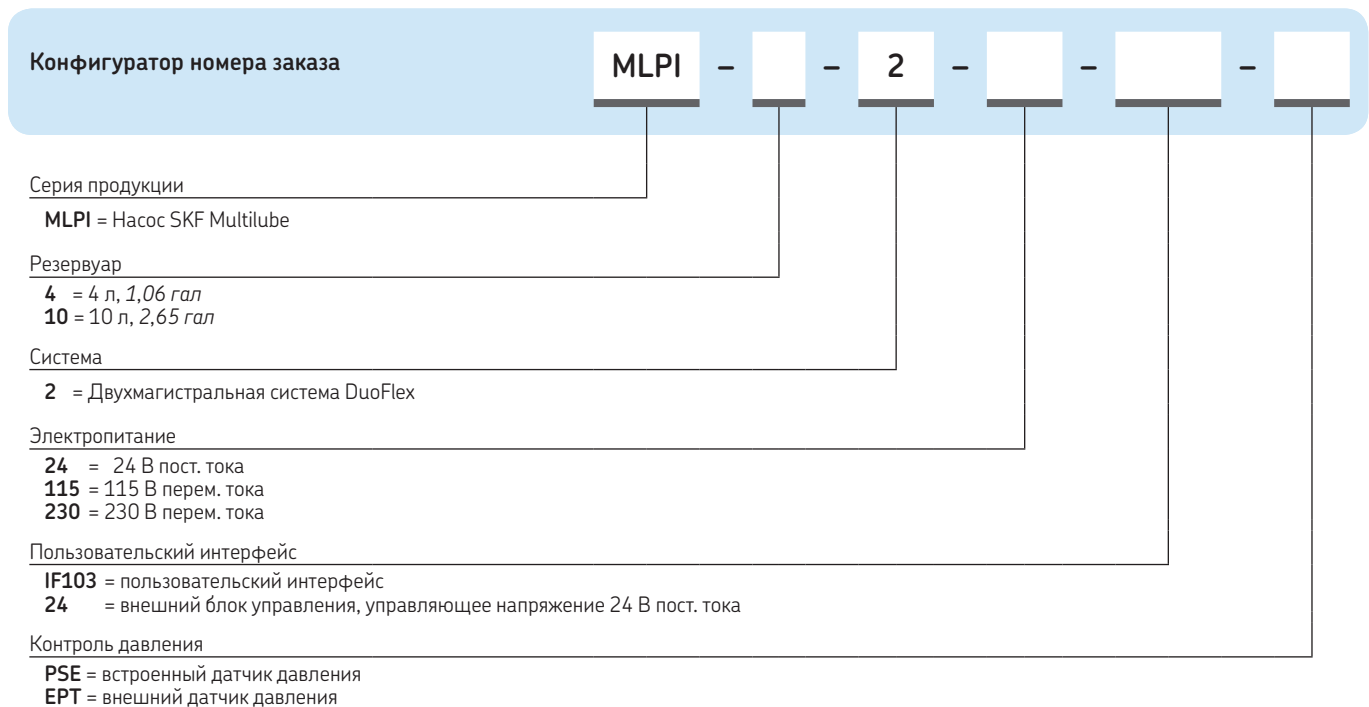 Конфигуратор номера заказа
MLPI – – 2 – – –
Серия продукции
MLPI = Насос SKF Multilube
Резервуар
4 = 4 л, 1,06 гал
10 = 10 л, 2,65 гал
Система
2 = Двухмагистральная система DuoFlex
Электропитание
24 = 24 В пост. тока
115 = 115 В перем. тока
230 = 230 В перем. тока
Пользовательский интерфейс
IF103 = пользовательский интерфейс
24 = внешний блок управления, управляющее напряжение 24 В пост. тока
Контроль давления
PSE = встроенный датчик давления
EPT = внешний датчик давления